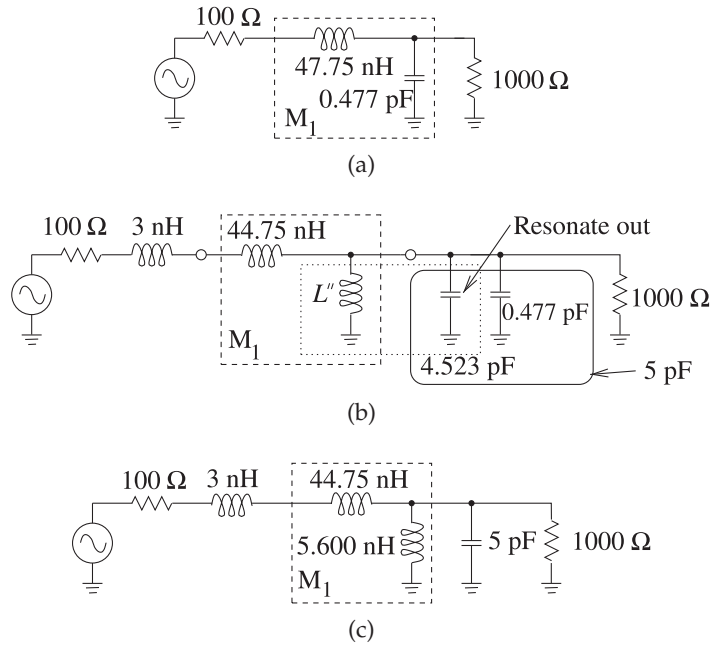 100 Ω
47.75 nH
0.477 pF
M1
1000 Ω
(a)
100 Ω 3 nH 44.75 nH Resonate out
L″ 0.477 pF 1000 Ω
M1
4.523 pF 5 pF
(b)
100 Ω 3 nH 44.75 nH
5.600 nH 5 pF 1000 Ω
M1
(c)